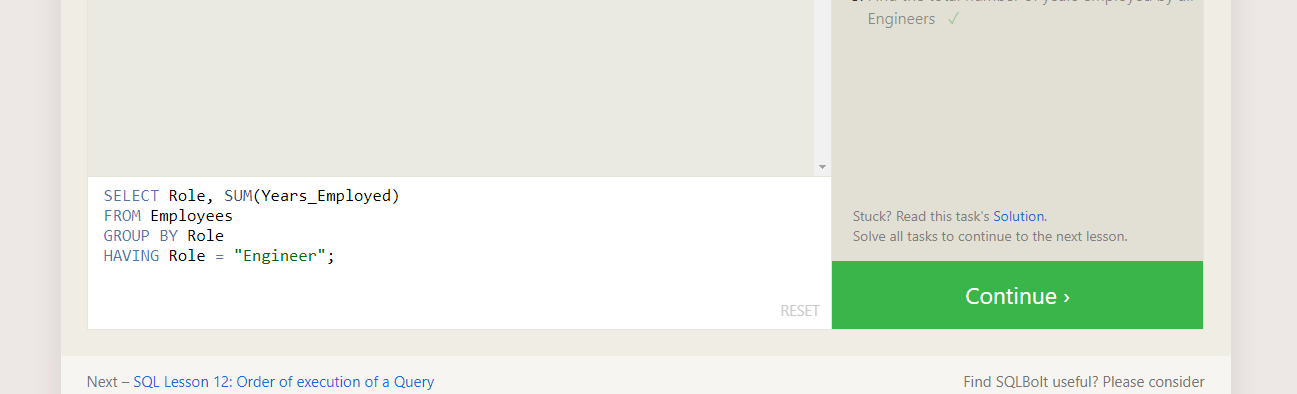 Engineers ✓
SELECT Role, SUM(Years_Employed)
FROM Employees
GROUP BY Role
HAVING Role = "Engineer";
RESET
Stuck? Read this task's Solution.
Solve all tasks to continue to the next lesson.
Continue ›
Next – SQL Lesson 12: Order of execution of a Query
Find SQLBolt useful? Please consider